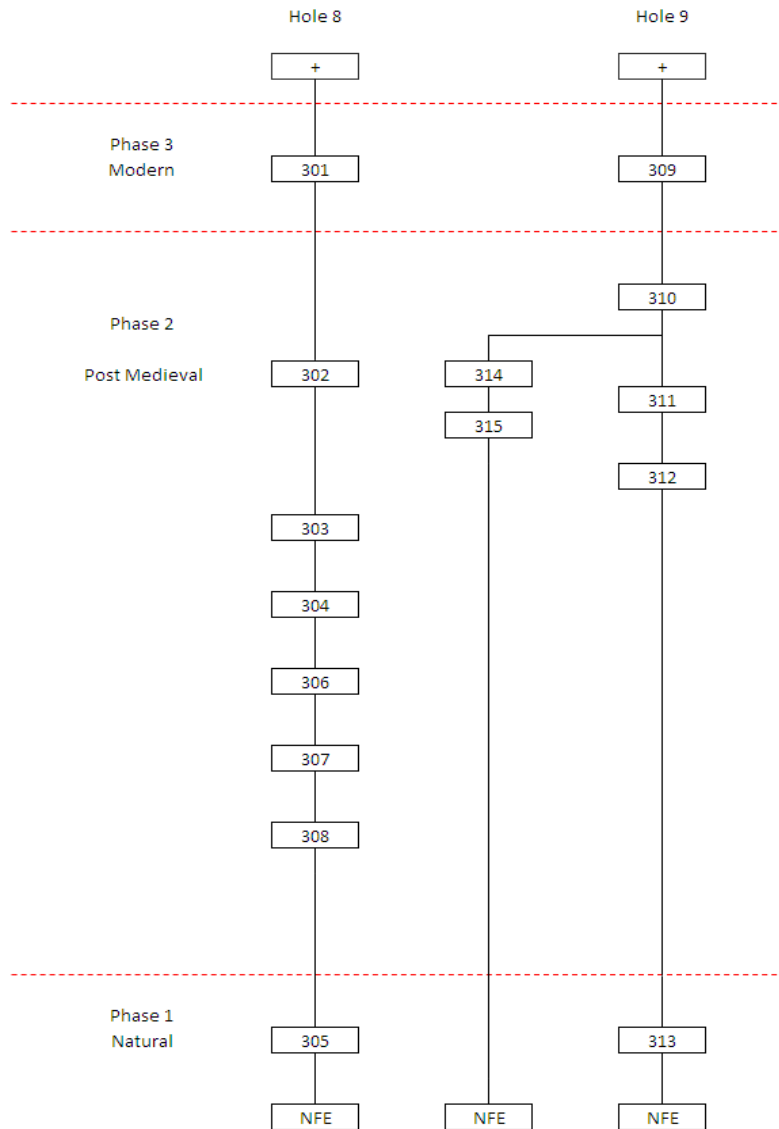 Hole 8
Hole 9
+
+
Phase 3
Modern
301
309
310
Phase 2
Post Medieval
302
314
311
315
312
303
304
306
307
308
Phase 1
Natural
305
313
NFE
NFE
NFE